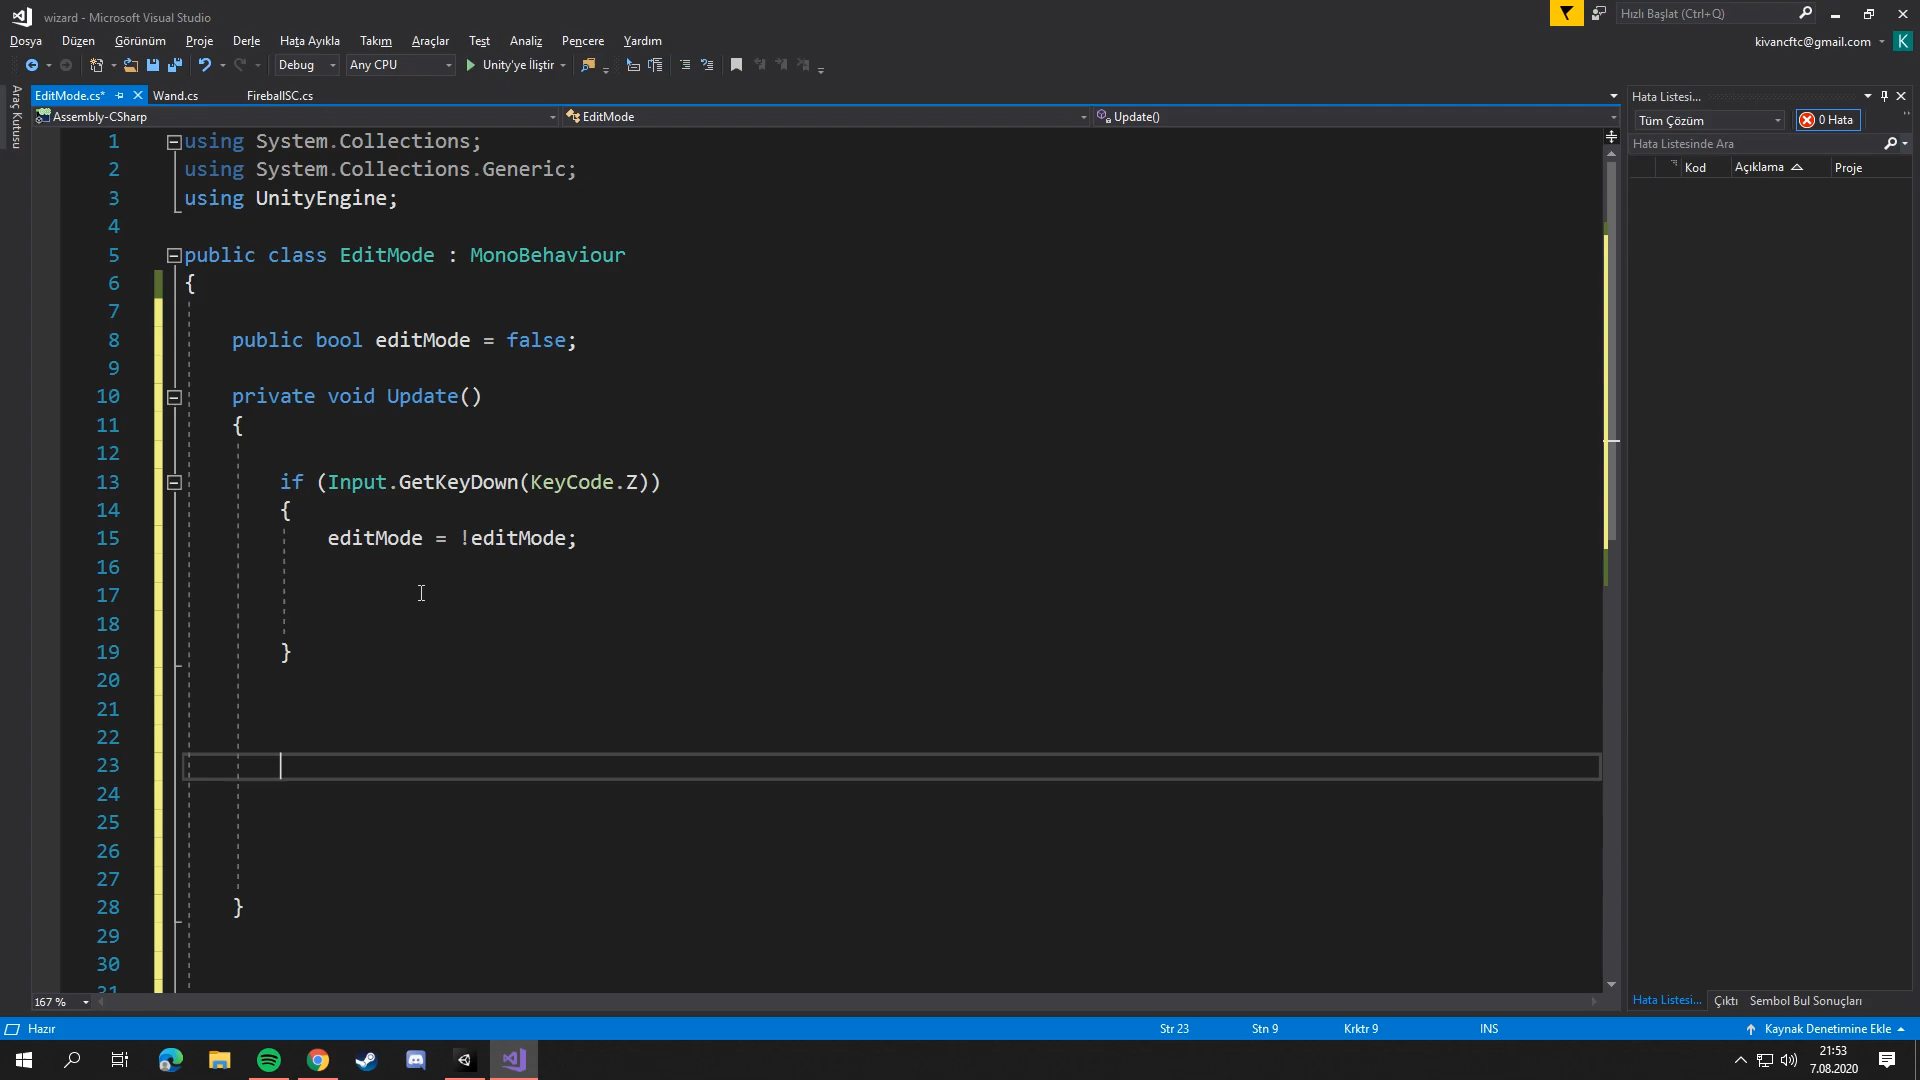 wizard - Microsoft Visual Studio
Hızlı Başlat (Ctrl+Q)
Dosya Düzen Görünüm Proje Derle Hata Ayıkla Takım Araçlar Test Analiz Pencere Yardım
kivancftc@gmail.com K
Debug Any CPU Unity'ye İliştir
Araç Kutusu
EditMode.cs* Wand.cs FireballSC.cs
Assembly-CSharp EditMode Update()
1 using System.Collections;
2 using System.Collections.Generic;
3 using UnityEngine;
4
5 public class EditMode : MonoBehaviour
6 {
7
8 public bool editMode = false;
9
10 private void Update()
11 {
12
13 if (Input.GetKeyDown(KeyCode.Z))
14 {
15 editMode = !editMode;
16
17
18
19 }
20
21
22
23
24
25
26
27
28 }
29
30
31
167 %
Hata Listesi...
Tüm Çözüm 0 Hata
Hata Listesinde Ara
Kod Açıklama Proje
Hata Listesi... Çıktı Sembol Bul Sonuçları
Hazır Str 23 Stn 9 Krktr 9 INS Kaynak Denetimine Ekle
21:53
7.08.2020